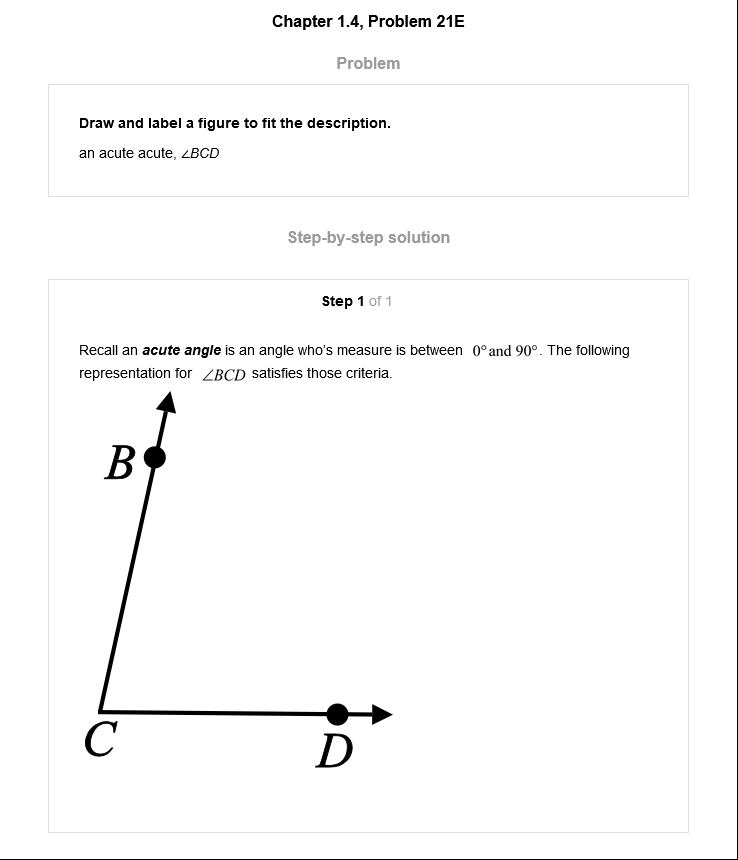 Chapter 1.4, Problem 21E
Problem
Draw and label a figure to fit the description.
an acute acute, ∠BCD
Step-by-step solution
Step 1 of 1
Recall an acute angle is an angle who's measure is between 0° and 90°. The following
representation for ∠BCD satisfies those criteria.
B
C
D